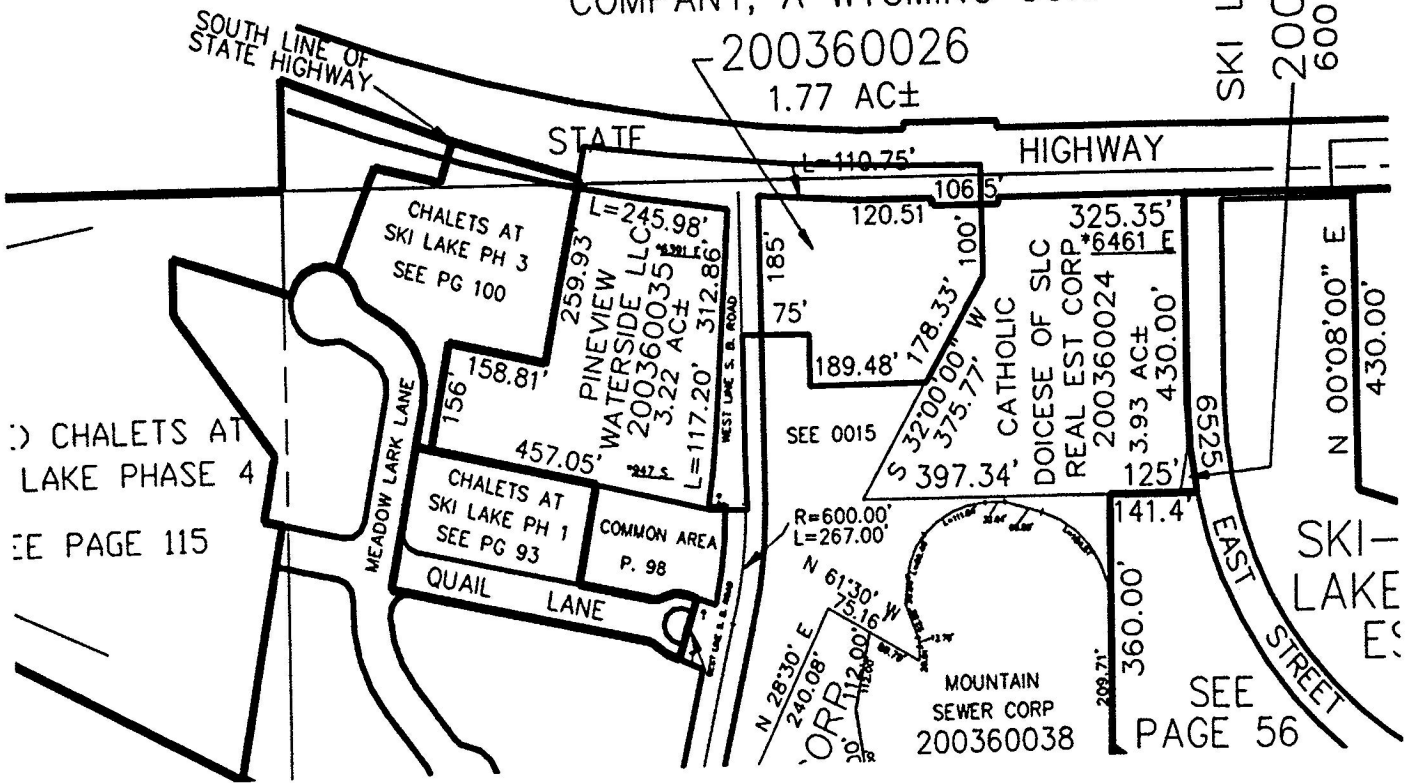 200360026
1.77 AC±
SKI L
200
600
SOUTH LINE OF
STATE HIGHWAY
STATE
HIGHWAY
L=110.75'
106.5'
120.51
325.35'
*6461 E
185'
100'
75'
189.48'
178.33'
S 32°00'00" W
375.77'
CATHOLIC
DOICESE OF SLC
REAL EST CORP
200360024
3.93 AC±
430.00'
N 00°08'00" E
430.00'
CHALETS AT
SKI LAKE PH 3
SEE PG 100
L=245.98'
259.93'
PINEVIEW
WATERSIDE LLC
200360035
3.22 AC±
L=117.20'
312.86'
WEST LANE S. B. ROAD
158.81'
156'
457.05'
*947 S
SEE 0015
397.34'
125'
141.4'
6525
EAST
STREET
CHALETS AT
LAKE PHASE 4
EE PAGE 115
MEADOW LARK LANE
CHALETS AT
SKI LAKE PH 1
SEE PG 93
COMMON AREA
P. 98
QUAIL LANE
R=600.00'
L=267.00'
N 61°30' W
75.16
N 28°30' E
240.08'
ORP
112.00'
MOUNTAIN
SEWER CORP
200360038
209.71'
360.00'
SEE
PAGE 56
SKI-
LAKE